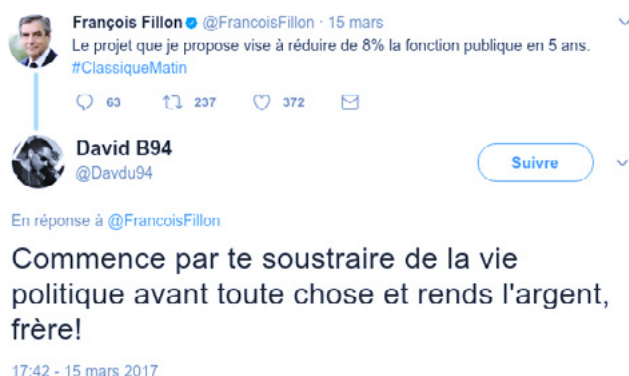 François Fillon @FrancoisFillon · 15 mars
Le projet que je propose vise à réduire de 8% la fonction publique en 5 ans.
#ClassiqueMatin
63 237 372
David B94
@Davdu94
Suivre
En réponse à @FrancoisFillon
Commence par te soustraire de la vie
politique avant toute chose et rends l'argent,
frère!
17:42 - 15 mars 2017